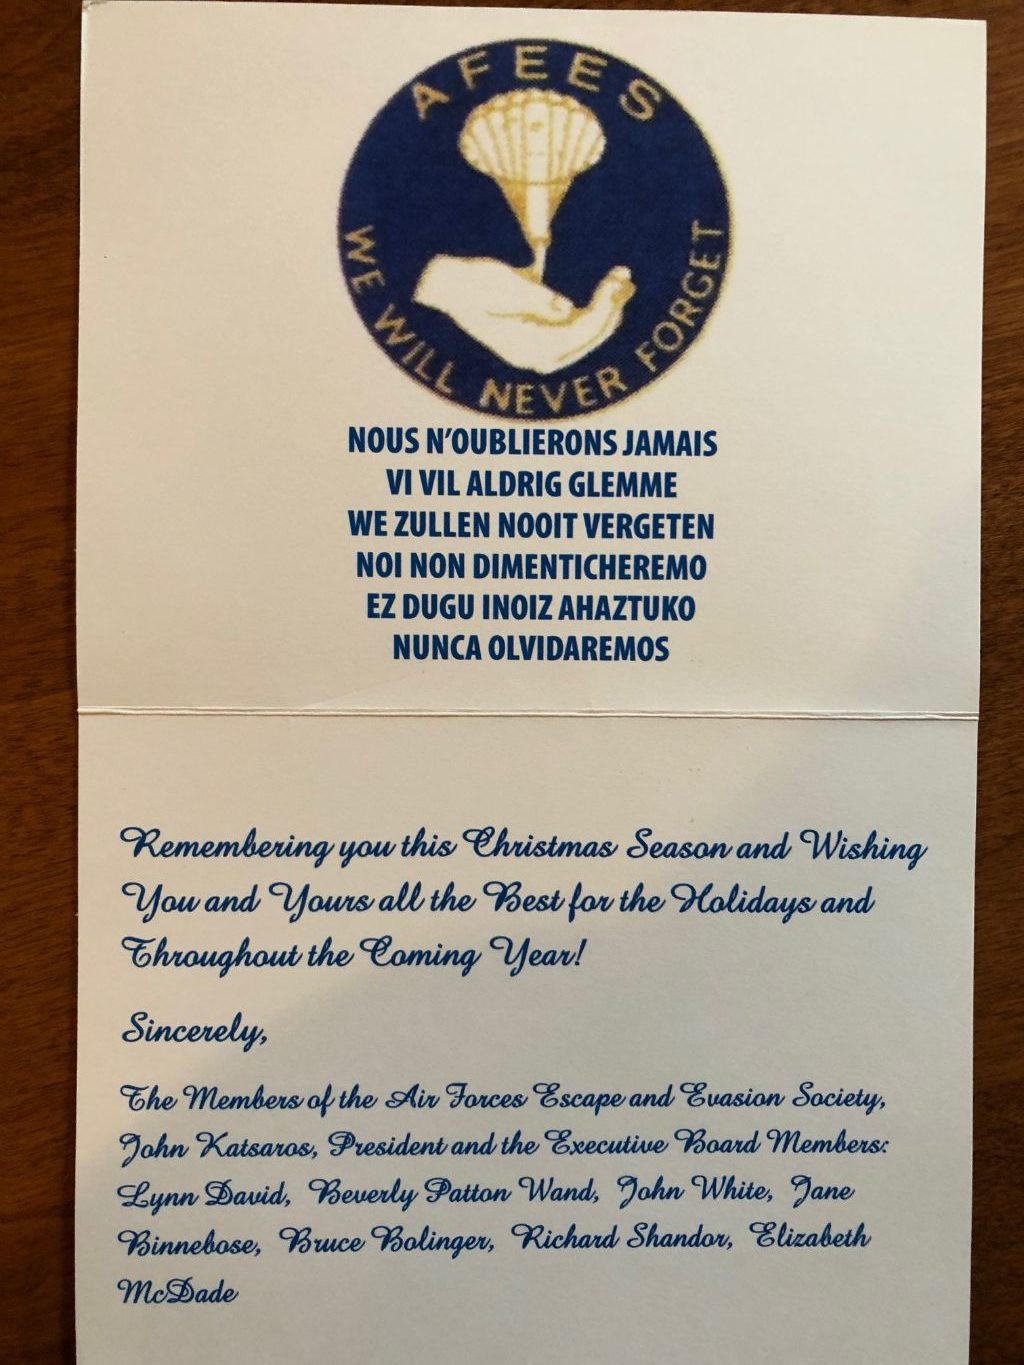 AFEES
WE WILL NEVER FORGET
NOUS N'OUBLIERONS JAMAIS
VI VIL ALDRIG GLEMME
WE ZULLEN NOOIT VERGETEN
NOI NON DIMENTICHEREMO
EZ DUGU INOIZ AHAZTUKO
NUNCA OLVIDAREMOS
Remembering you this Christmas Season and Wishing
You and Yours all the Best for the Holidays and
Throughout the Coming Year!
Sincerely,
The Members of the Air Forces Escape and Evasion Society,
John Katsaros, President and the Executive Board Members:
Lynn David, Beverly Patton Wand, John White, Jane
Binnebose, Bruce Bolinger, Richard Shandor, Elizabeth
McDade